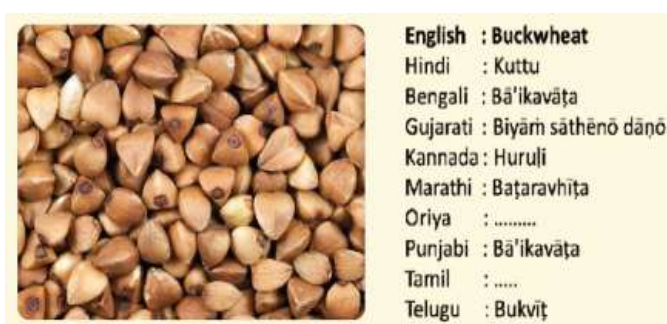 English : Buckwheat
Hindi : Kuttu
Bengali : Bā'ikavāṭa
Gujarati : Biyāṁ sāthēnō dāṇō
Kannada : Huruḷi
Marathi : Baṭaravhīṭa
Oriya : .........
Punjabi : Bā'ikavāṭa
Tamil : .....
Telugu : Bukvīṭ